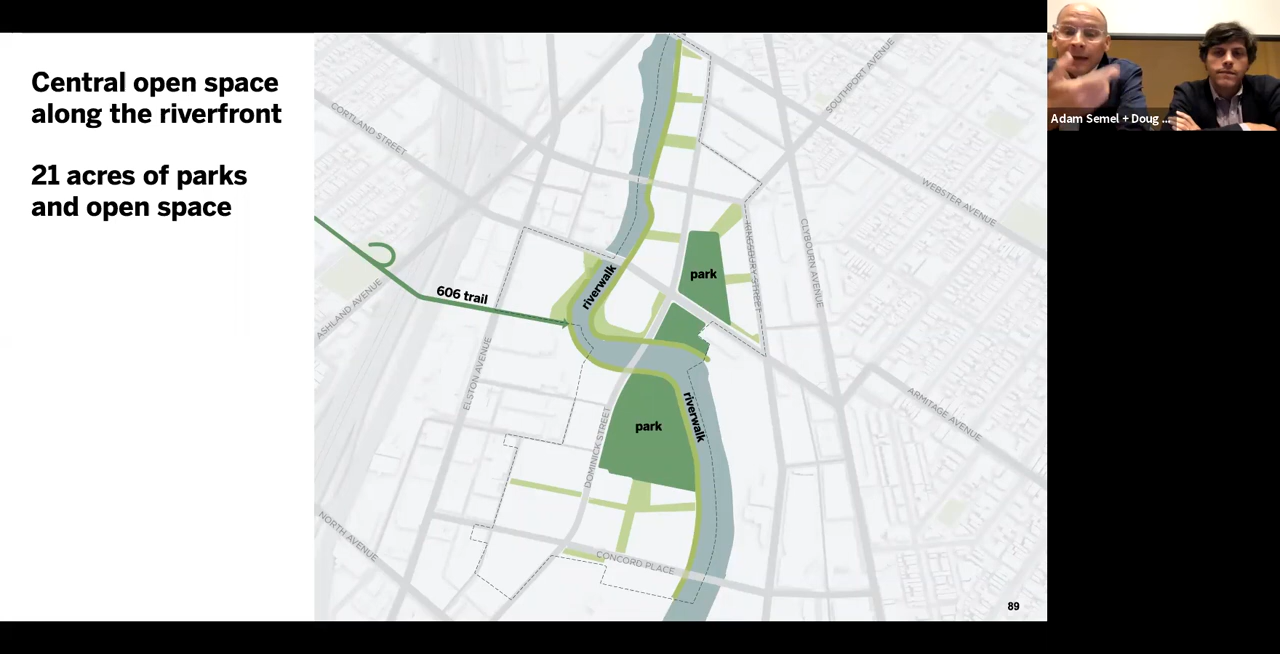 Central open space
along the riverfront
21 acres of parks
and open space
CORTLAND STREET
SOUTHPORT AVENUE
WEBSTER AVENUE
CLYBOURN AVENUE
KINGSBURY STREET
riverwalk
park
606 trail
ASHLAND AVENUE
ELSTON AVENUE
riverwalk
park
DOMINICK STREET
ARMITAGE AVENUE
NORTH AVENUE
CONCORD PLACE
89
Adam Semel + Doug ...